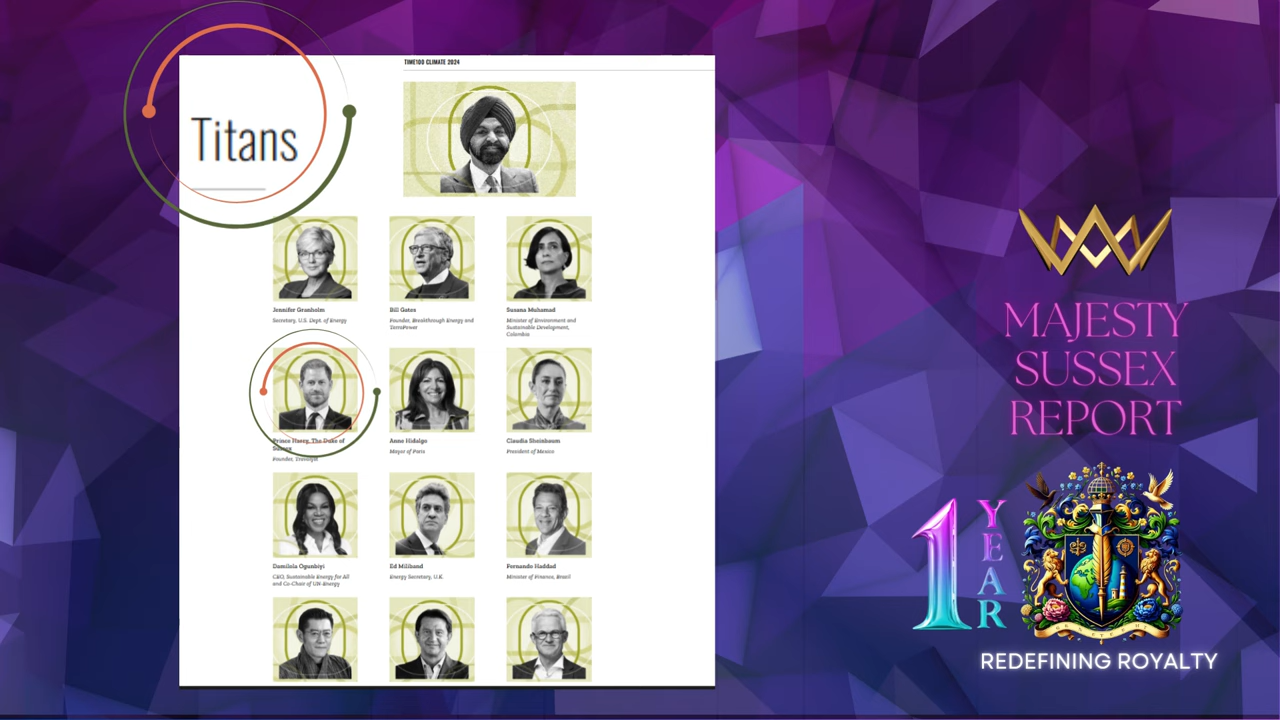 TIME100 CLIMATE 2024
Titans
Jennifer Granholm
Secretary, U.S. Dept. of Energy
Bill Gates
Founder, Breakthrough Energy and
TerraPower
Susana Muhamad
Minister of Environment and
Sustainable Development,
Colombia
Prince Harry, The Duke of
Sussex
Founder, Travalyst
Anne Hidalgo
Mayor of Paris
Claudia Sheinbaum
President of Mexico
Damilola Ogunbiyi
CEO, Sustainable Energy for All
and Co-Chair of UN-Energy
Ed Miliband
Energy Secretary, U.K.
Fernando Haddad
Minister of Finance, Brazil
MAJESTY
SUSSEX
REPORT
1 YEAR
REDEFINING ROYALTY